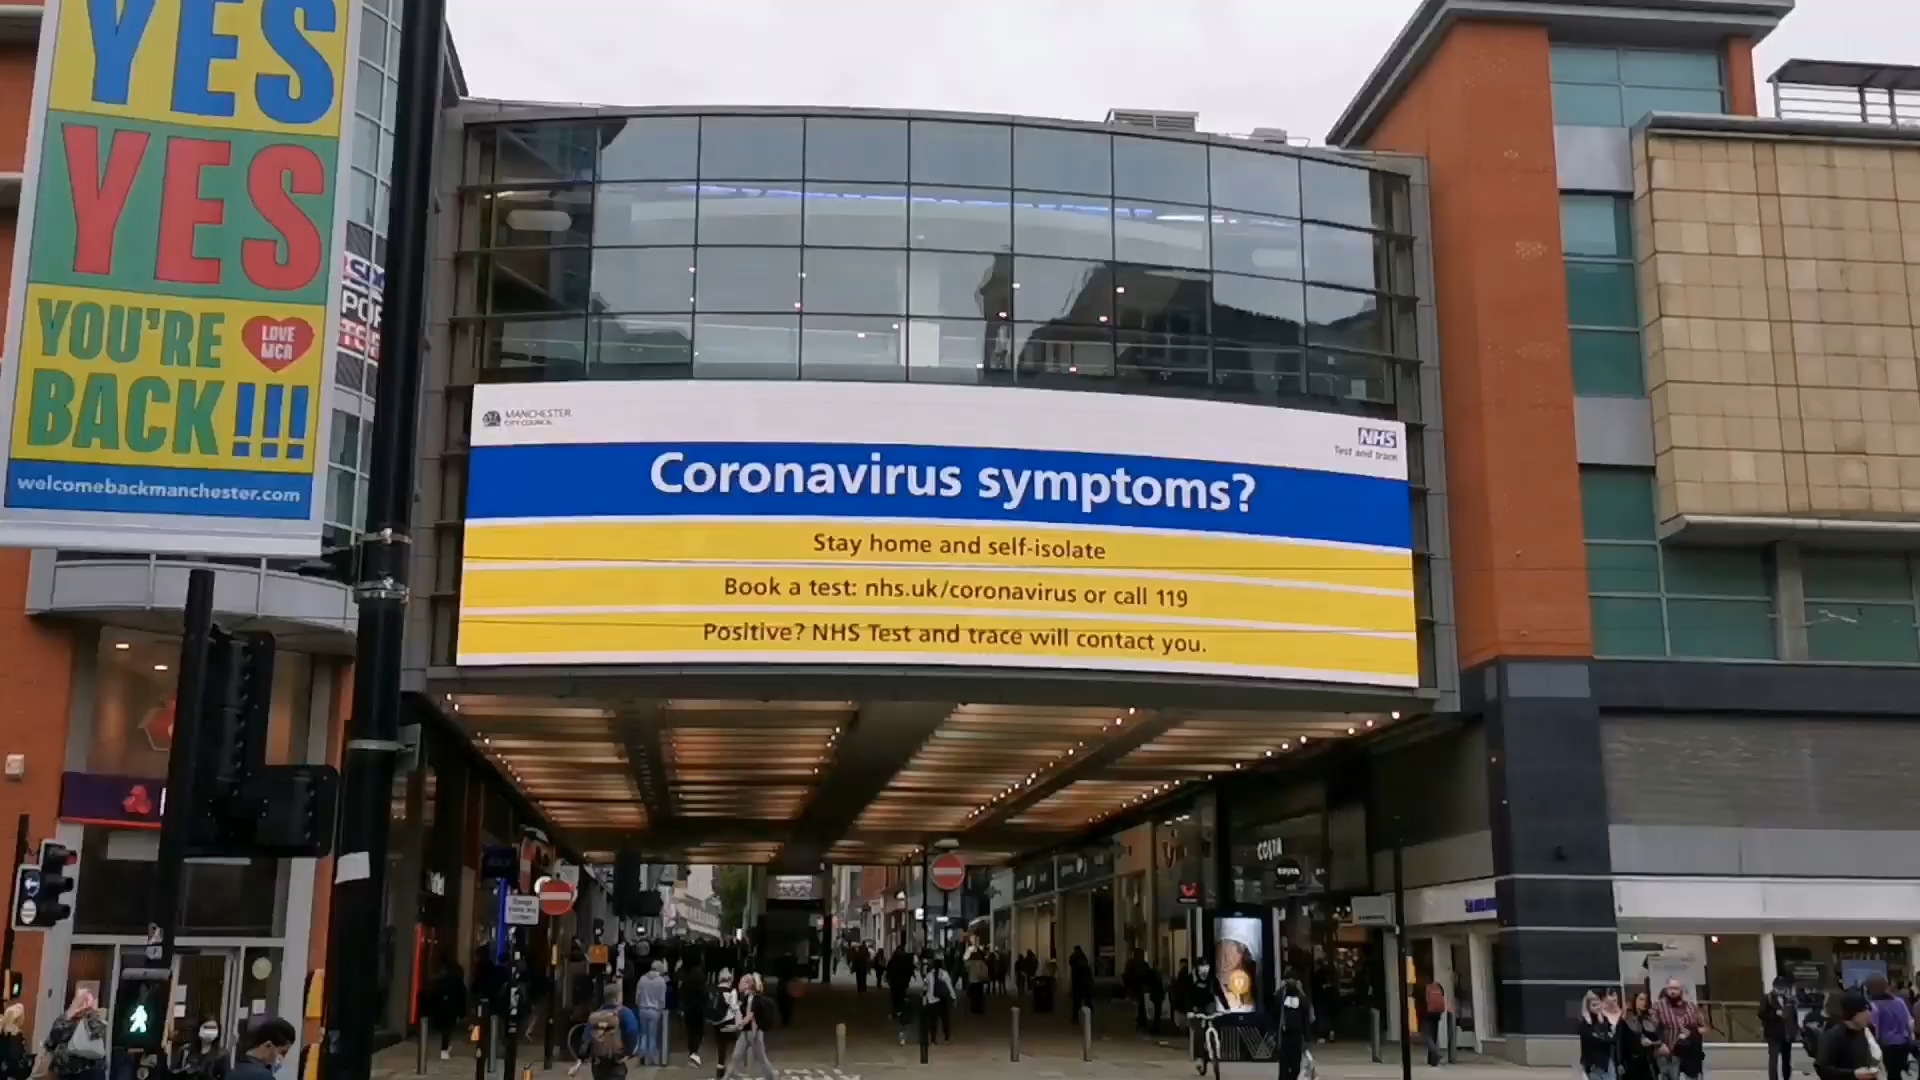 YES
YES
YOU'RE
LOVE
MCR
BACK!!!
welcomebackmanchester.com
MANCHESTER
CITY COUNCIL
NHS
Test and trace
Coronavirus symptoms?
Stay home and self-isolate
Book a test: nhs.uk/coronavirus or call 119
Positive? NHS Test and trace will contact you.
COSTA